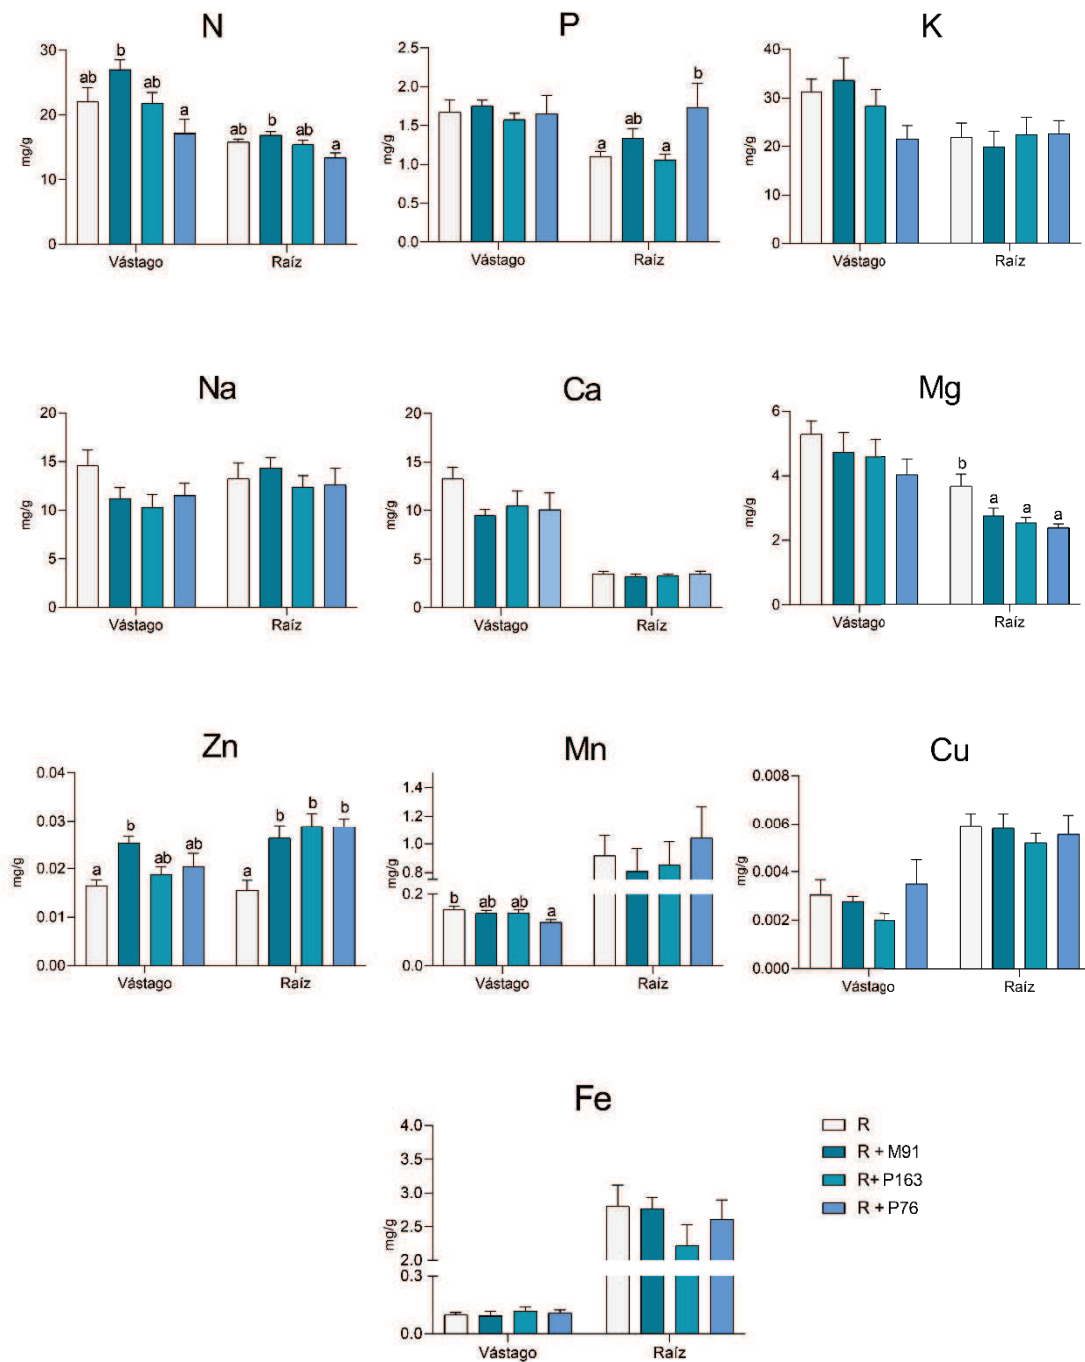 N
P
K
30
20
10
0
mg/g
ab
b
ab
a
ab
b
ab
a
Vástago
Raíz
2.5
2.0
1.5
1.0
0.5
0.0
mg/g
a
ab
a
b
Vástago
Raíz
40
30
20
10
0
mg/g
Vástago
Raíz
Na
Ca
Mg
20
15
10
5
0
mg/g
Vástago
Raíz
20
15
10
5
0
mg/g
Vástago
Raíz
6
4
2
0
mg/g
b
a
a
a
Vástago
Raíz
Zn
Mn
Cu
0.04
0.03
0.02
0.01
0.00
mg/g
a
b
ab
ab
a
b
b
b
Vástago
Raíz
1.4
1.2
1.0
0.8
0.2
0.0
mg/g
b
ab
ab
a
Vástago
Raíz
0.008
0.006
0.004
0.002
0.000
mg/g
Vástago
Raíz
Fe
4.0
3.5
3.0
2.5
2.0
0.3
0.0
mg/g
Vástago
Raíz
R
R + M91
R+ P163
R + P76